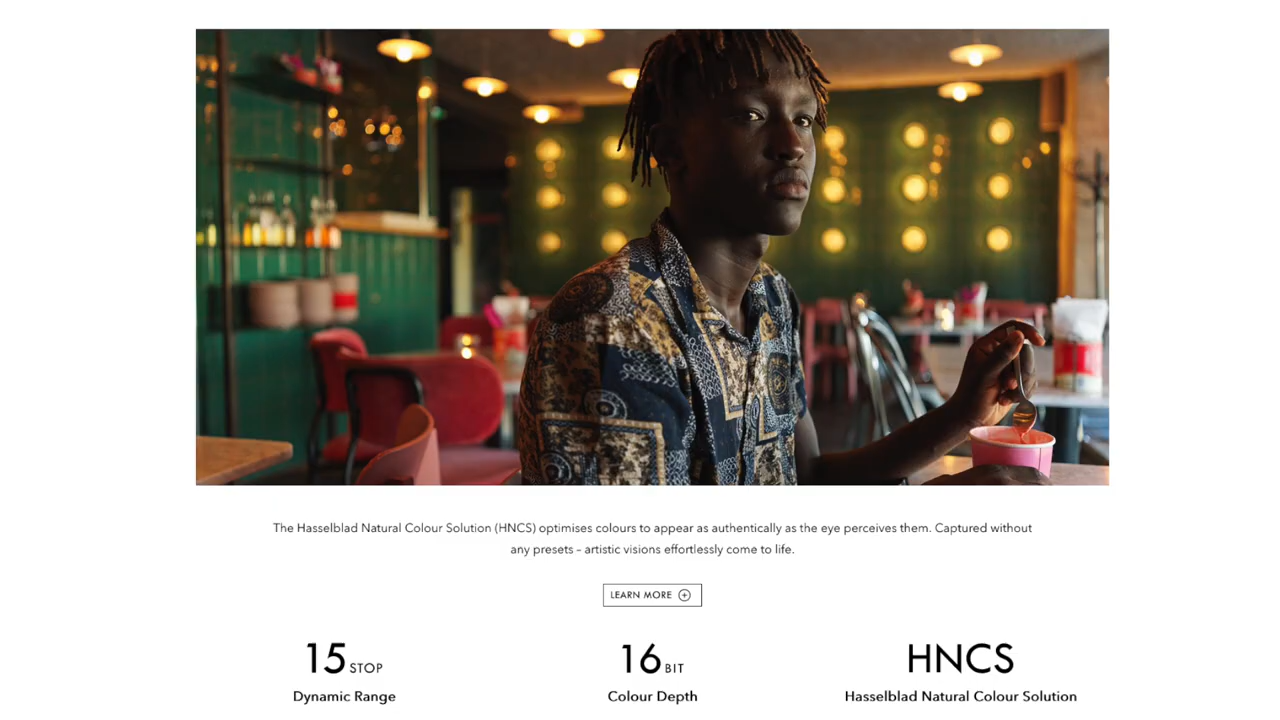 The Hasselblad Natural Colour Solution (HNCS) optimises colours to appear as authentically as the eye perceives them. Captured without
any presets – artistic visions effortlessly come to life.
LEARN MORE
15 STOP
Dynamic Range
16 BIT
Colour Depth
HNCS
Hasselblad Natural Colour Solution